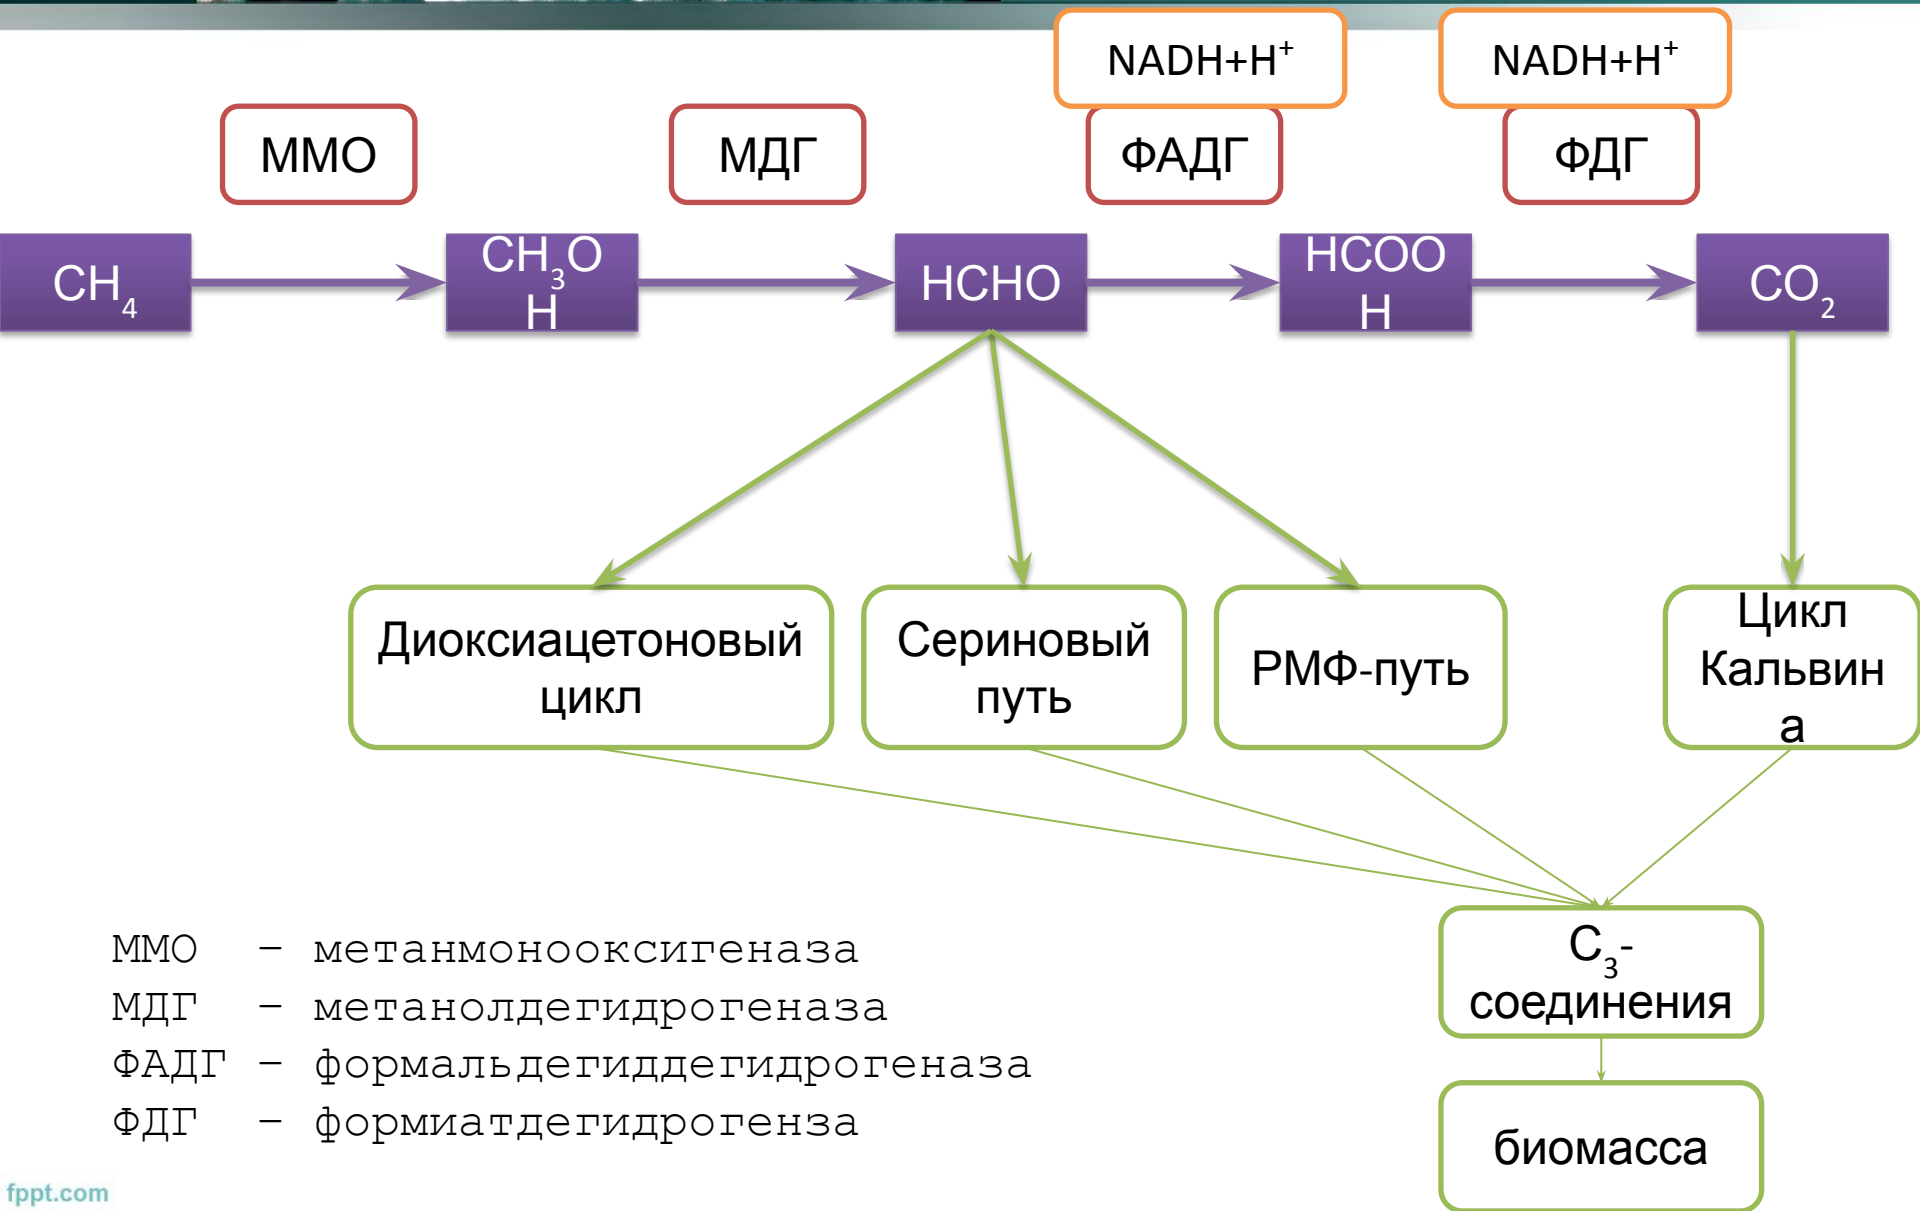 NADH+H⁺ NADH+H⁺
ММО МДГ ФАДГ ФДГ
CH₄
CH₃O
H
HCHO
HCOO
H
CO₂
Диоксиацетоновый
цикл
Сериновый
путь
РМФ-путь
Цикл
Кальвин
а
C₃-
соединения
биомасса
ММО – метанмонооксигеназа
МДГ – метанолдегидрогеназа
ФАДГ – формальдегиддегидрогеназа
ФДГ – формиатдегидрогенза
fppt.com